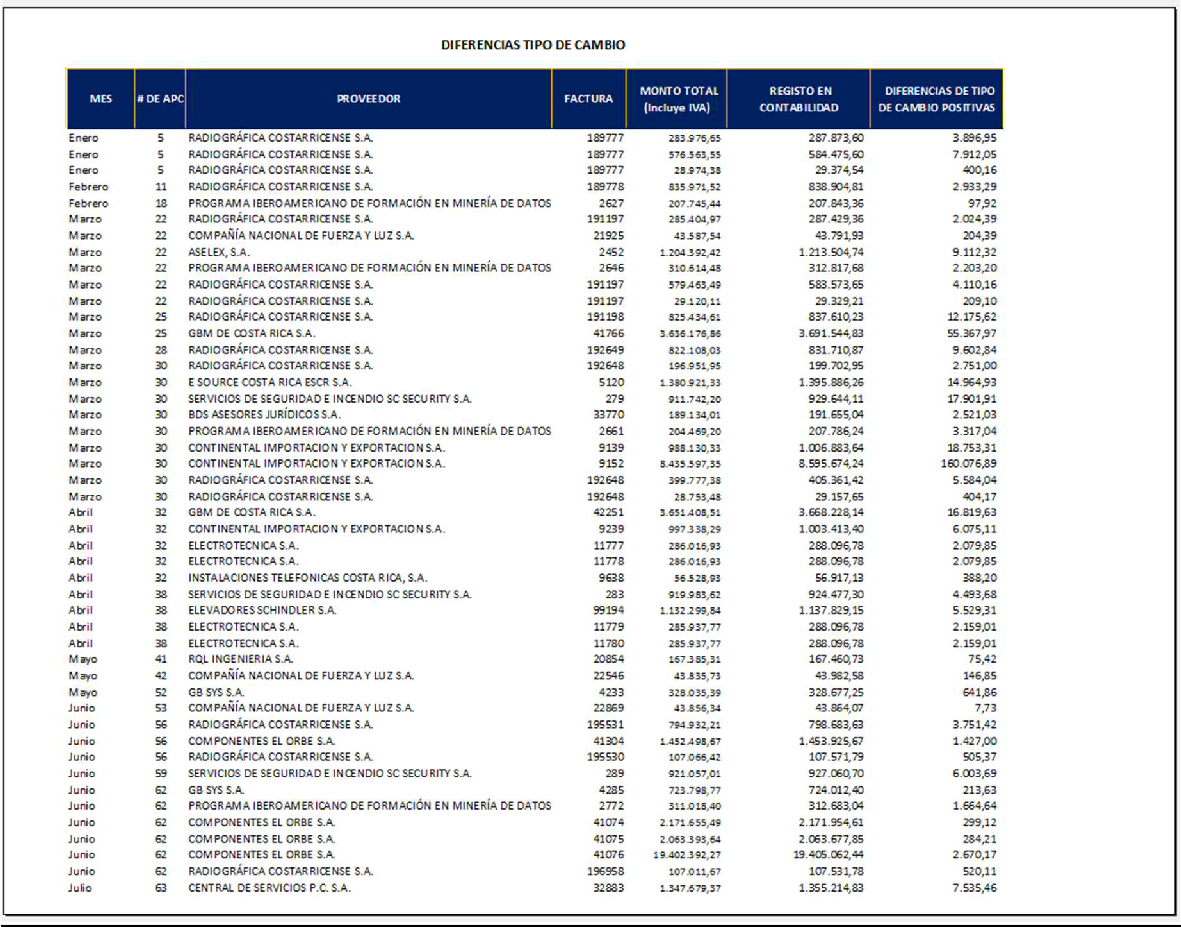 DIFERENCIAS TIPO DE CAMBIO
MES # DE APC PROVEEDOR FACTURA MONTO TOTAL (Incluye IVA) REGISTO EN CONTABILIDAD DIFERENCIAS DE TIPO DE CAMBIO POSITIVAS
Enero 5 RADIOGRÁFICA COSTARRICENSE S.A. 189777 283.976,65 287.873,60 3.896,95
Enero 5 RADIOGRÁFICA COSTARRICENSE S.A. 189777 576.563,55 584.475,60 7.912,05
Enero 5 RADIOGRÁFICA COSTARRICENSE S.A. 189777 28.974,38 29.374,54 400,16
Febrero 11 RADIOGRÁFICA COSTARRICENSE S.A. 189778 835.971,52 838.904,81 2.933,29
Febrero 18 PROGRAMA IBEROAMERICANO DE FORMACIÓN EN MINERÍA DE DATOS 2627 207.745,44 207.843,36 97,92
Marzo 22 RADIOGRÁFICA COSTARRICENSE S.A. 191197 285.404,97 287.429,36 2.024,39
Marzo 22 COMPAÑÍA NACIONAL DE FUERZA Y LUZ S.A. 21925 43.587,54 43.791,93 204,39
Marzo 22 ASELEX, S.A. 2452 1.204.392,42 1.213.504,74 9.112,32
Marzo 22 PROGRAMA IBEROAMERICANO DE FORMACIÓN EN MINERÍA DE DATOS 2646 310.614,48 312.817,68 2.203,20
Marzo 22 RADIOGRÁFICA COSTARRICENSE S.A. 191197 579.463,49 583.573,65 4.110,16
Marzo 22 RADIOGRÁFICA COSTARRICENSE S.A. 191197 29.120,11 29.329,21 209,10
Marzo 25 RADIOGRÁFICA COSTARRICENSE S.A. 191198 825.434,61 837.610,23 12.175,62
Marzo 25 GBM DE COSTA RICA S.A. 41766 3.636.176,86 3.691.544,83 55.367,97
Marzo 28 RADIOGRÁFICA COSTARRICENSE S.A. 192649 822.108,03 831.710,87 9.602,84
Marzo 30 RADIOGRÁFICA COSTARRICENSE S.A. 192648 196.951,95 199.702,95 2.751,00
Marzo 30 E SOURCE COSTA RICA ESCR S.A. 5120 1.380.921,33 1.395.886,26 14.964,93
Marzo 30 SERVICIOS DE SEGURIDAD E INCENDIO SC SECURITY S.A. 279 911.742,20 929.644,11 17.901,91
Marzo 30 BDS ASESORES JURÍDICOS S.A. 33770 189.134,01 191.655,04 2.521,03
Marzo 30 PROGRAMA IBEROAMERICANO DE FORMACIÓN EN MINERÍA DE DATOS 2661 204.469,20 207.786,24 3.317,04
Marzo 30 CONTINENTAL IMPORTACION Y EXPORTACION S.A. 9139 988.130,33 1.006.883,64 18.753,31
Marzo 30 CONTINENTAL IMPORTACION Y EXPORTACION S.A. 9152 8.435.597,35 8.595.674,24 160.076,89
Marzo 30 RADIOGRÁFICA COSTARRICENSE S.A. 192648 399.777,38 405.361,42 5.584,04
Marzo 30 RADIOGRÁFICA COSTARRICENSE S.A. 192648 28.753,48 29.157,65 404,17
Abril 32 GBM DE COSTA RICA S.A. 42251 3.651.408,51 3.668.228,14 16.819,63
Abril 32 CONTINENTAL IMPORTACION Y EXPORTACION S.A. 9239 997.338,29 1.003.413,40 6.075,11
Abril 32 ELECTROTECNICA S.A. 11777 286.016,93 288.096,78 2.079,85
Abril 32 ELECTROTECNICA S.A. 11778 286.016,93 288.096,78 2.079,85
Abril 32 INSTALACIONES TELEFONICAS COSTA RICA, S.A. 9638 56.528,93 56.917,13 388,20
Abril 38 SERVICIOS DE SEGURIDAD E INCENDIO SC SECURITY S.A. 283 919.983,62 924.477,30 4.493,68
Abril 38 ELEVADORES SCHINDLER S.A. 99194 1.132.299,84 1.137.829,15 5.529,31
Abril 38 ELECTROTECNICA S.A. 11779 285.937,77 288.096,78 2.159,01
Abril 38 ELECTROTECNICA S.A. 11780 285.937,77 288.096,78 2.159,01
Mayo 41 RQL INGENIERIA S.A. 20854 167.385,31 167.460,73 75,42
Mayo 42 COMPAÑÍA NACIONAL DE FUERZA Y LUZ S.A. 22546 43.835,73 43.982,58 146,85
Mayo 52 GB SYS S.A. 4233 328.035,39 328.677,25 641,86
Junio 53 COMPAÑÍA NACIONAL DE FUERZA Y LUZ S.A. 22869 43.856,34 43.864,07 7,73
Junio 56 RADIOGRÁFICA COSTARRICENSE S.A. 195531 794.932,21 798.683,63 3.751,42
Junio 56 COMPONENTES EL ORBE S.A. 41304 1.452.498,67 1.453.925,67 1.427,00
Junio 56 RADIOGRÁFICA COSTARRICENSE S.A. 195530 107.066,42 107.571,79 505,37
Junio 59 SERVICIOS DE SEGURIDAD E INCENDIO SC SECURITY S.A. 289 921.057,01 927.060,70 6.003,69
Junio 62 GB SYS S.A. 4285 723.798,77 724.012,40 213,63
Junio 62 PROGRAMA IBEROAMERICANO DE FORMACIÓN EN MINERÍA DE DATOS 2772 311.018,40 312.683,04 1.664,64
Junio 62 COMPONENTES EL ORBE S.A. 41074 2.171.655,49 2.171.954,61 299,12
Junio 62 COMPONENTES EL ORBE S.A. 41075 2.063.393,64 2.063.677,85 284,21
Junio 62 COMPONENTES EL ORBE S.A. 41076 19.402.392,27 19.405.062,44 2.670,17
Junio 62 RADIOGRÁFICA COSTARRICENSE S.A. 196958 107.011,67 107.531,78 520,11
Julio 63 CENTRAL DE SERVICIOS P.C. S.A. 32883 1.347.679,37 1.355.214,83 7.535,46